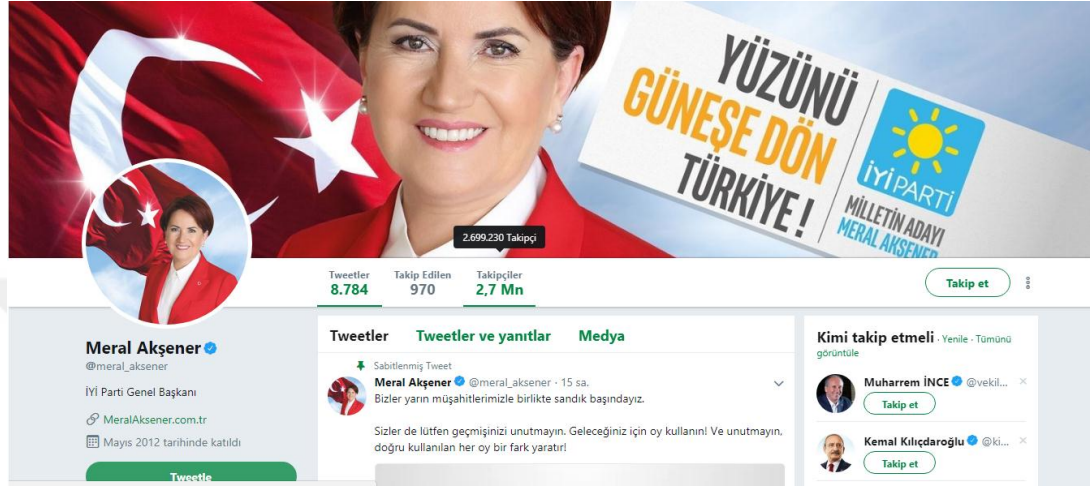 YÜZÜNÜ
GÜNEŞE DÖN
TÜRKİYE!
İYİPARTİ
MİLLETİN ADAYI
MERAL AKŞENER
2.699.230 Takipçi
Tweetler
8.784
Takip Edilen
970
Takipçiler
2,7 Mn
Takip et
Meral Akşener
@meral_aksener
İYİ Parti Genel Başkanı
MeralAksener.com.tr
Mayıs 2012 tarihinde katıldı
Tweetle
Tweetler Tweetler ve yanıtlar Medya
Sabitlenmiş Tweet
Meral Akşener @meral_aksener · 15 sa.
Bizler yarın müşahitlerimizle birlikte sandık başındayız.
Sizler de lütfen geçmişinizi unutmayın. Geleceğiniz için oy kullanın! Ve unutmayın,
doğru kullanılan her oy bir fark yaratır!
Kimi takip etmeli · Yenile · Tümünü
görüntüle
Muharrem İNCE @vekil...
Takip et
Kemal Kılıçdaroğlu @ki...
Takip et